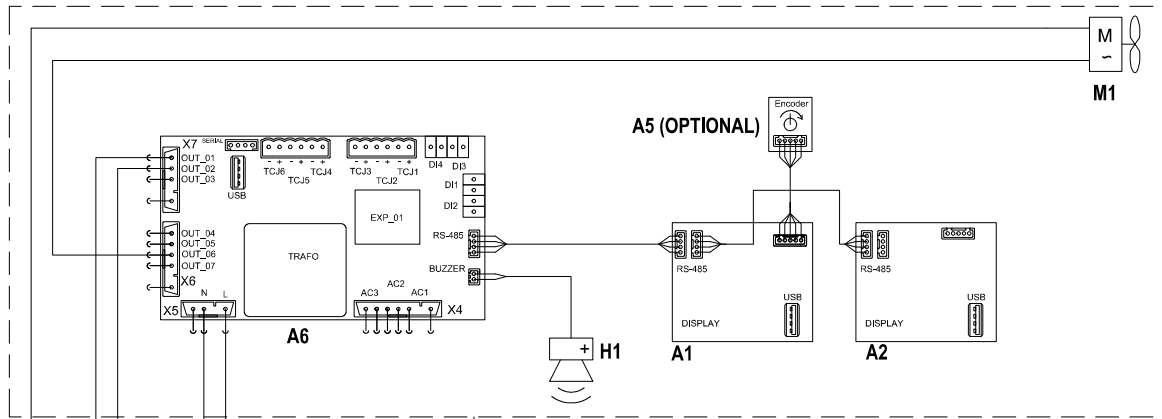 M
~
M1
Encoder
A5 (OPTIONAL)
X7
SERIAL
OUT_01
OUT_02
OUT_03
USB
- + - + - +
TCJ6
TCJ5
TCJ4
- + - + - +
TCJ3
TCJ2
TCJ1
DI4
DI3
DI1
DI2
EXP_01
RS-485
BUZZER
OUT_04
OUT_05
OUT_06
OUT_07
X6
TRAFO
X5
N
L
A6
AC3
AC2
AC1
X4
+
H1
RS-485
USB
DISPLAY
A1
RS-485
USB
DISPLAY
A2